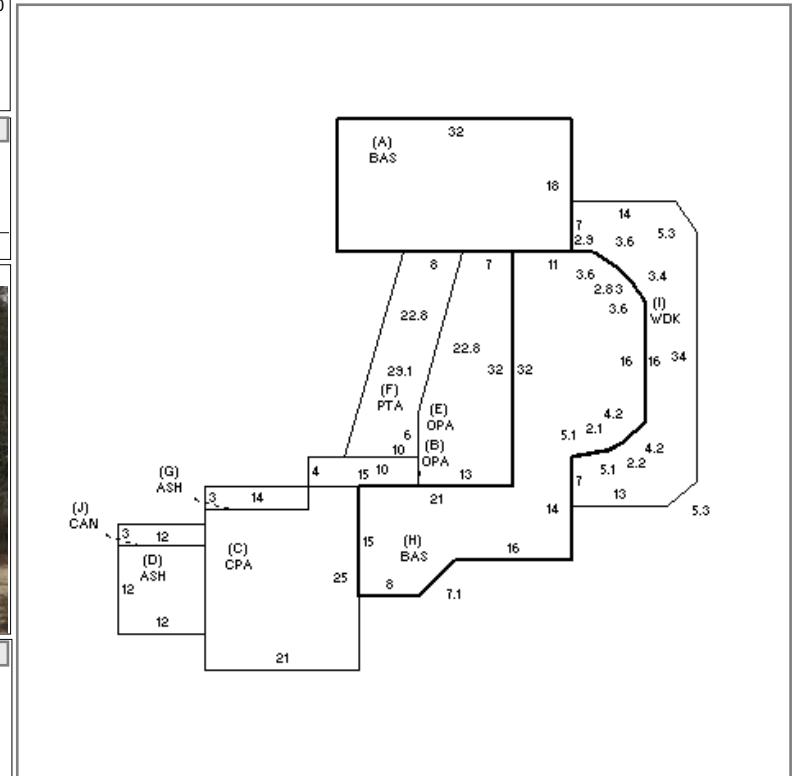 32
(A)
BAS
18
14
7
5.3
2.9
3.6
8
7
11
3.6
3.4
2.8
3
3.6
(I)
WDK
22.8
22.8
29.1
32
32
16
16
34
(F)
PTA
(E)
OPA
6
4.2
2.1
5.1
10
(B)
OPA
4.2
2.2
5.1
4
15
10
13
7
(G)
ASH
3
14
21
13
14
5.3
(J)
CAN
3
12
15
(H)
BAS
16
(C)
CPA
(D)
ASH
12
25
8
7.1
12
21